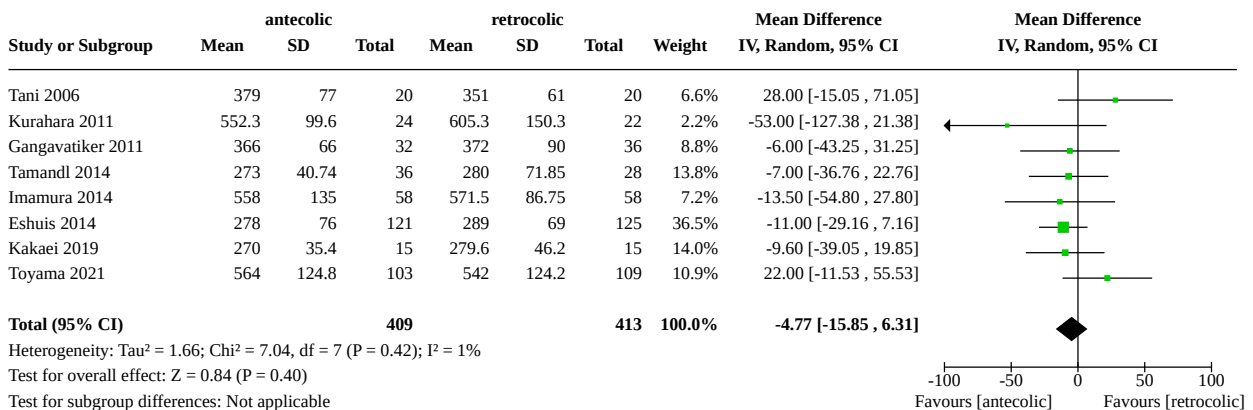 antecolic retrocolic Mean Difference Mean Difference
Study or Subgroup Mean SD Total Mean SD Total Weight IV, Random, 95% CI IV, Random, 95% CI
Tani 2006 379 77 20 351 61 20 6.6% 28.00 [-15.05 , 71.05]
Kurahara 2011 552.3 99.6 24 605.3 150.3 22 2.2% -53.00 [-127.38 , 21.38]
Gangavatiker 2011 366 66 32 372 90 36 8.8% -6.00 [-43.25 , 31.25]
Tamandl 2014 273 40.74 36 280 71.85 28 13.8% -7.00 [-36.76 , 22.76]
Imamura 2014 558 135 58 571.5 86.75 58 7.2% -13.50 [-54.80 , 27.80]
Eshuis 2014 278 76 121 289 69 125 36.5% -11.00 [-29.16 , 7.16]
Kakaei 2019 270 35.4 15 279.6 46.2 15 14.0% -9.60 [-39.05 , 19.85]
Toyama 2021 564 124.8 103 542 124.2 109 10.9% 22.00 [-11.53 , 55.53]
Total (95% CI) 409 413 100.0% -4.77 [-15.85 , 6.31]
Heterogeneity: Tau² = 1.66; Chi² = 7.04, df = 7 (P = 0.42); I² = 1%
Test for overall effect: Z = 0.84 (P = 0.40)
Test for subgroup differences: Not applicable
-100 -50 0 50 100
Favours [antecolic] Favours [retrocolic]